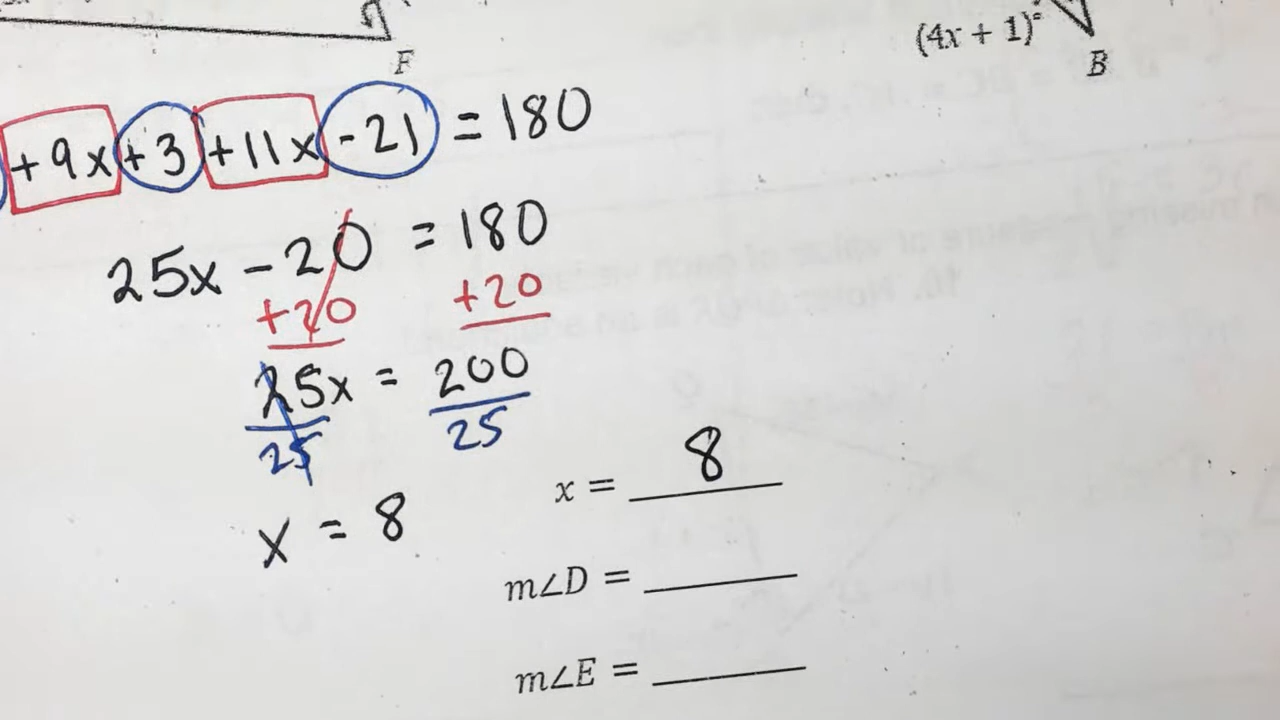 F
(4x + 1)°
B
+9x +3 +11x -21 = 180
25x - 20 = 180
+20 +20
25x = 200
25 25
x = 8
x = 8
m∠D =
m∠E =